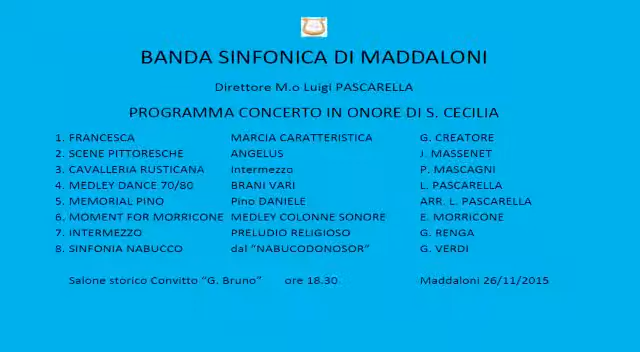 BANDA SINFONICA DI MADDALONI
Direttore M.o Luigi PASCARELLA
PROGRAMMA CONCERTO IN ONORE DI S. CECILIA
1. FRANCESCA MARCIA CARATTERISTICA G. CREATORE
2. SCENE PITTORESCHE ANGELUS J. MASSENET
3. CAVALLERIA RUSTICANA Intermezzo P. MASCAGNI
4. MEDLEY DANCE 70/80 BRANI VARI L. PASCARELLA
5. MEMORIAL PINO Pino DANIELE ARR. L. PASCARELLA
6. MOMENT FOR MORRICONE MEDLEY COLONNE SONORE E. MORRICONE
7. INTERMEZZO PRELUDIO RELIGIOSO G. RENGA
8. SINFONIA NABUCCO dal “NABUCODONOSOR” G. VERDI
Salone storico Convitto “G. Bruno” ore 18.30. Maddaloni 26/11/2015